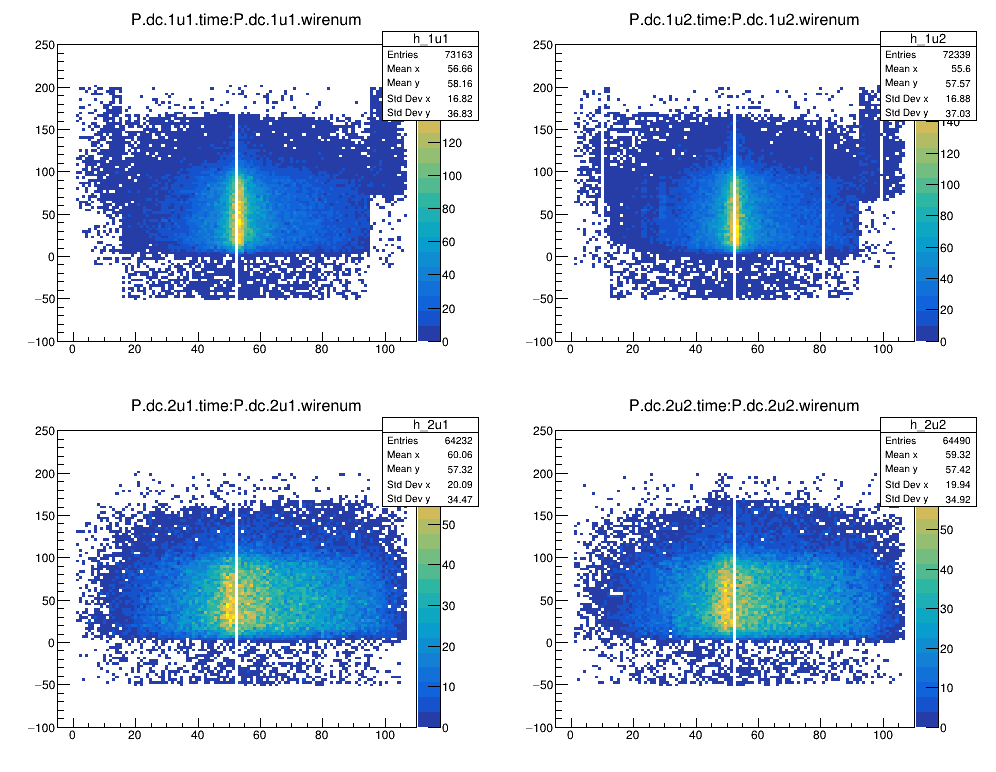 P.dc.1u1.time:P.dc.1u1.wirenum
h_1u1
Entries 73163
Mean x 56.66
Mean y 58.16
Std Dev x 16.82
Std Dev y 36.83
250
200
150
100
50
0
−50
−100
0 20 40 60 80 100
120
100
80
60
40
20
0
P.dc.1u2.time:P.dc.1u2.wirenum
h_1u2
Entries 72339
Mean x 55.6
Mean y 57.57
Std Dev x 16.88
Std Dev y 37.03
250
200
150
100
50
0
−50
−100
0 20 40 60 80 100
140
120
100
80
60
40
20
0
P.dc.2u1.time:P.dc.2u1.wirenum
h_2u1
Entries 64232
Mean x 60.06
Mean y 57.32
Std Dev x 20.09
Std Dev y 34.47
250
200
150
100
50
0
−50
−100
0 20 40 60 80 100
50
40
30
20
10
0
P.dc.2u2.time:P.dc.2u2.wirenum
h_2u2
Entries 64490
Mean x 59.32
Mean y 57.42
Std Dev x 19.94
Std Dev y 34.92
250
200
150
100
50
0
−50
−100
0 20 40 60 80 100
50
40
30
20
10
0